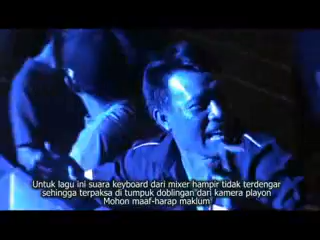 Untuk lagu ini suara keyboard dari mixer hampir tidak terdengar
sehingga terpaksa di tumpuk doblingan dari kamera playon
Mohon maaf-harap maklum